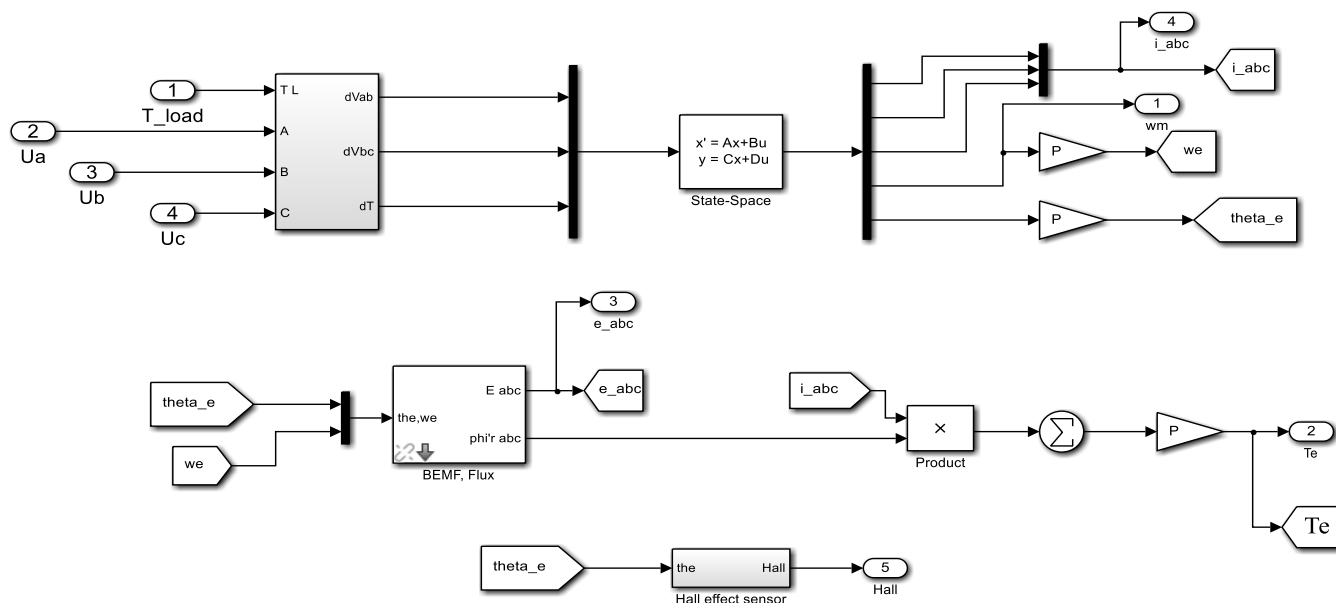 4
i_abc
i_abc
1
T_load
2
Ua
3
Ub
4
Uc
T L
A
B
C
dVab
dVbc
dT
x' = Ax+Bu
y = Cx+Du
State-Space
1
wm
P
we
P
theta_e
3
e_abc
theta_e
we
the,we
E abc
phi'r abc
BEMF, Flux
e_abc
i_abc
×
Product
∑
P
2
Te
Te
theta_e
the
Hall
Hall effect sensor
5
Hall